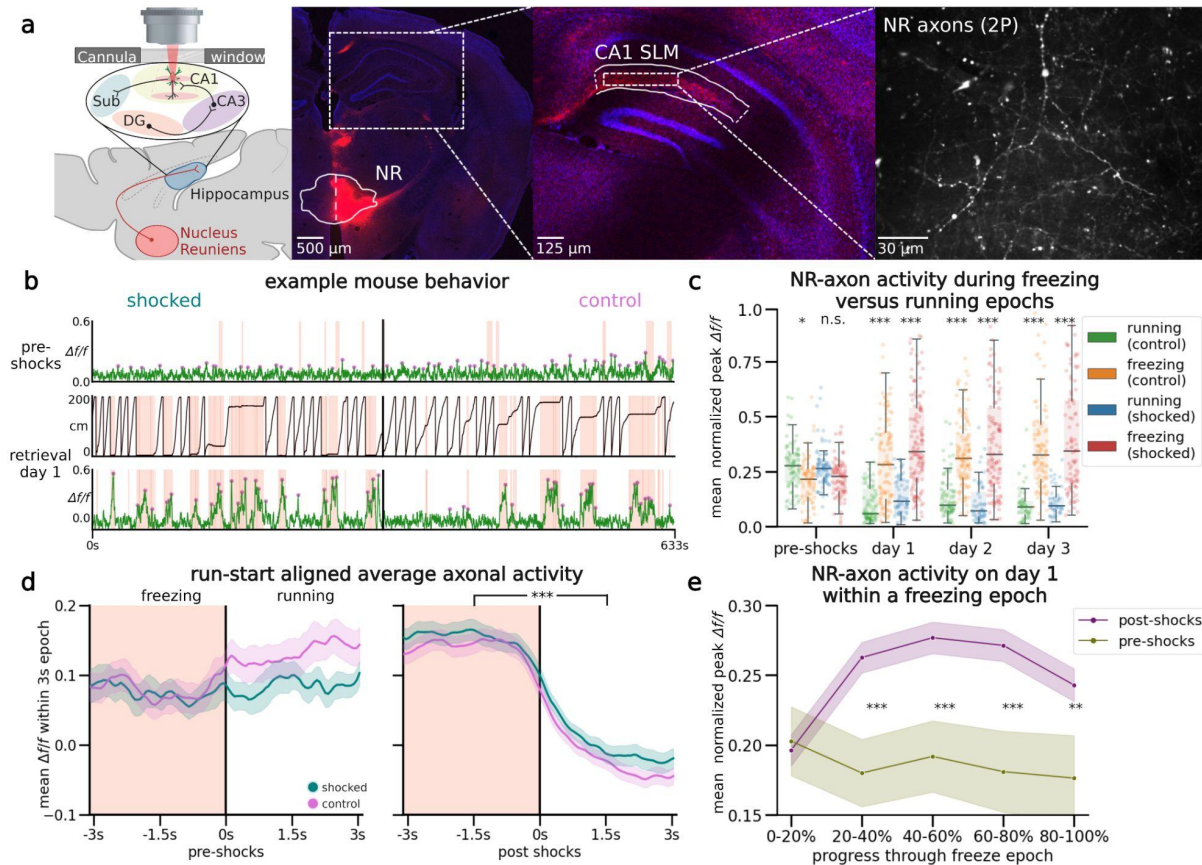 a
Cannula
window
CA1
Sub
CA3
DG
Hippocampus
Nucleus
Reuniens
NR
500 μm
CA1 SLM
125 μm
NR axons (2P)
30 μm
b
example mouse behavior
shocked
control
pre-
shocks
0.6
Δf/f
0.0
200
cm
retrieval
day 1
0.6
Δf/f
0.0
0s
633s
c
NR-axon activity during freezing
versus running epochs
mean normalized peak Δf/f
1.0
0.75
0.5
0.25
0.0
* n.s. *** *** *** *** *** ***
pre-shocks day 1 day 2 day 3
running
(control)
freezing
(control)
running
(shocked)
freezing
(shocked)
d
run-start aligned average axonal activity
mean Δf/f within 3s epoch
0.2
0.1
0.0
−0.1
freezing
running
shocked
control
-3s -1.5s 0s 1.5s 3s
pre-shocks
***
-3s -1.5s 0s 1.5s 3s
post shocks
e
NR-axon activity on day 1
within a freezing epoch
mean normalized peak Δf/f
0.30
0.25
0.20
0.15
post-shocks
pre-shocks
*** *** *** **
0-20% 20-40% 40-60% 60-80% 80-100%
progress through freeze epoch